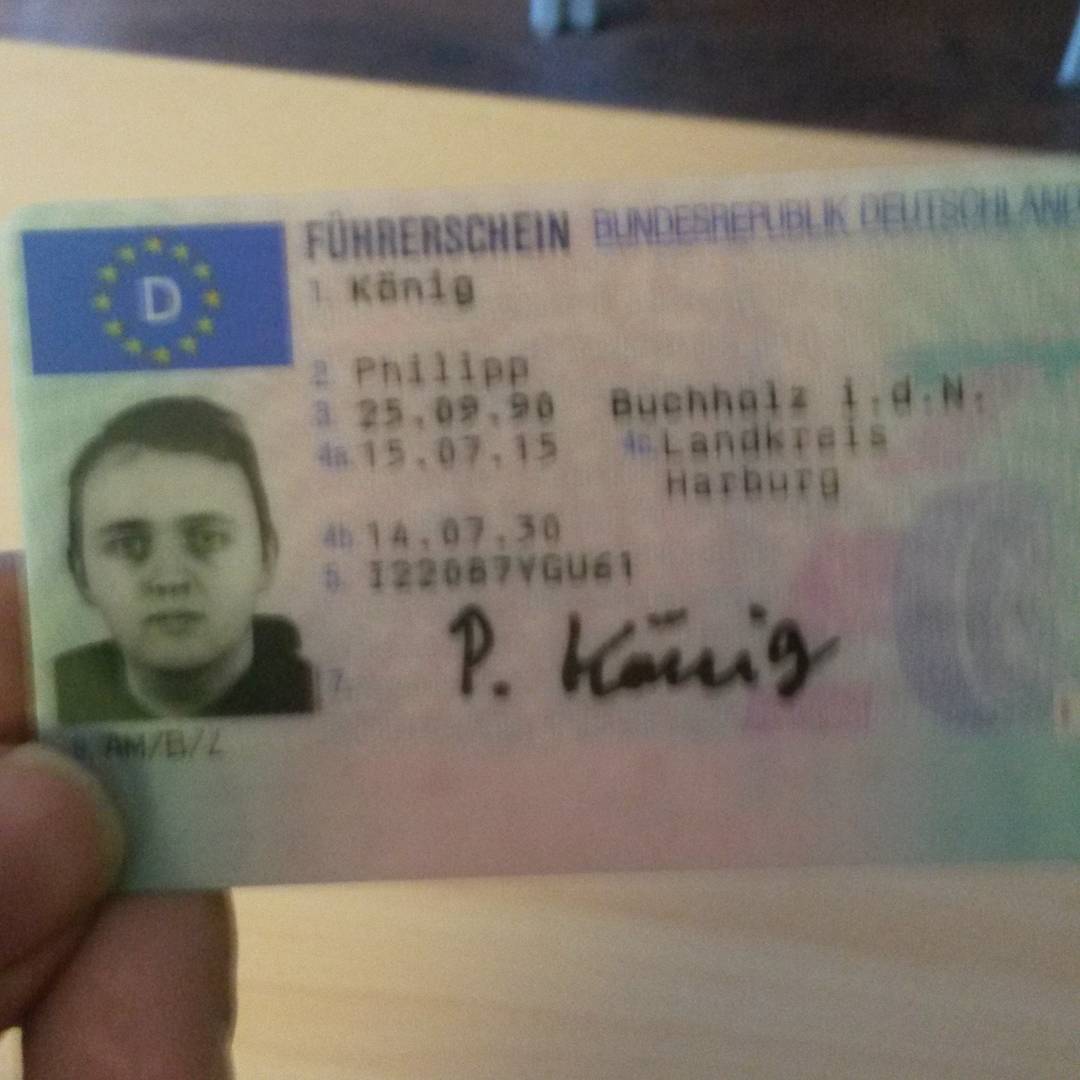 D
FÜHRERSCHEIN BUNDESREPUBLIK DEUTSCHLAND
1. König
2. Philipp
3. 25.09.90 Buchholz i.d.N.
4a. 15.07.15 4c. Landkreis
Harburg
4b. 14.07.30
5. I22087YGU61
7. P. König
9. AM/B/L